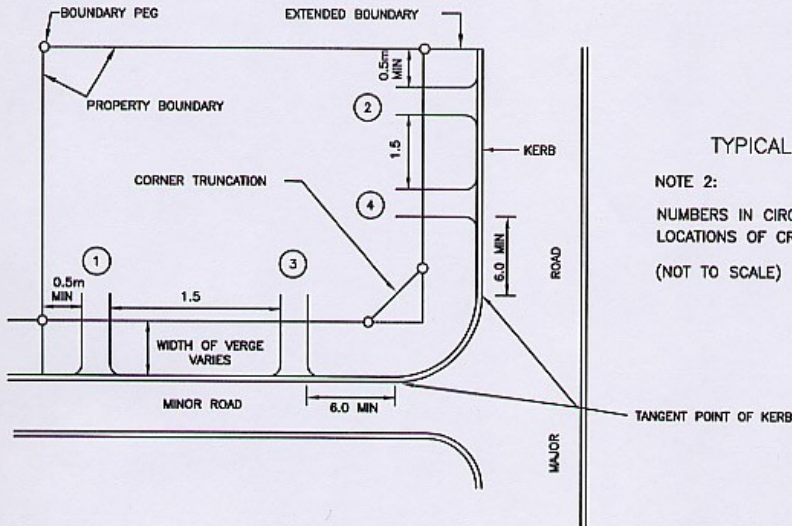 BOUNDARY PEG
EXTENDED BOUNDARY
0.5m
MIN
PROPERTY BOUNDARY
2
1.5
KERB
TYPICAL
CORNER TRUNCATION
4
NOTE 2:
NUMBERS IN CIRC
LOCATIONS OF CR
(NOT TO SCALE)
6.0 MIN
ROAD
1
3
0.5m
MIN
1.5
WIDTH OF VERGE
VARIES
MINOR ROAD
6.0 MIN
TANGENT POINT OF KERB
MAJOR